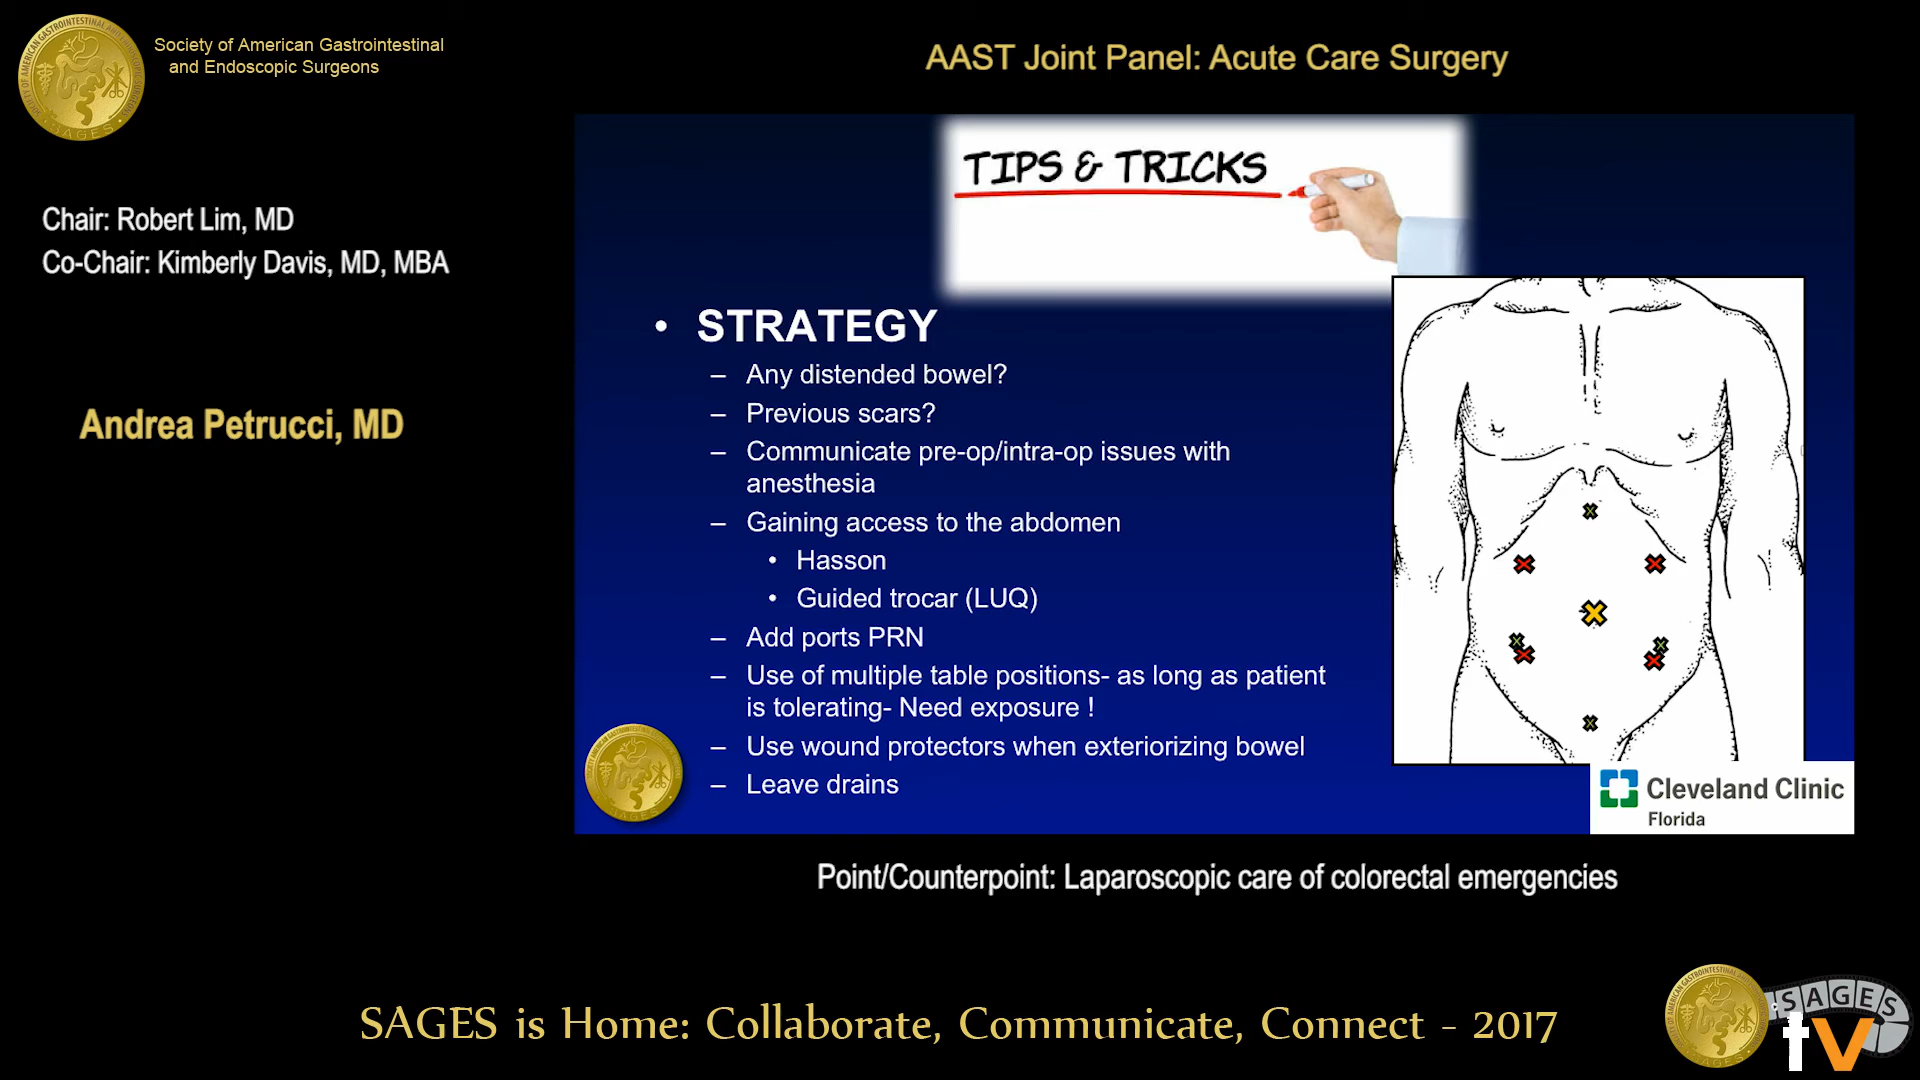 Society of American Gastrointestinal
and Endoscopic Surgeons
AAST Joint Panel: Acute Care Surgery
Chair: Robert Lim, MD
Co-Chair: Kimberly Davis, MD, MBA
Andrea Petrucci, MD
TIPS & TRICKS
• STRATEGY
– Any distended bowel?
– Previous scars?
– Communicate pre-op/intra-op issues with
anesthesia
– Gaining access to the abdomen
• Hasson
• Guided trocar (LUQ)
– Add ports PRN
– Use of multiple table positions- as long as patient
is tolerating- Need exposure !
– Use wound protectors when exteriorizing bowel
– Leave drains
Cleveland Clinic
Florida
Point/Counterpoint: Laparoscopic care of colorectal emergencies
SAGES is Home: Collaborate, Communicate, Connect - 2017
SAGES
tv